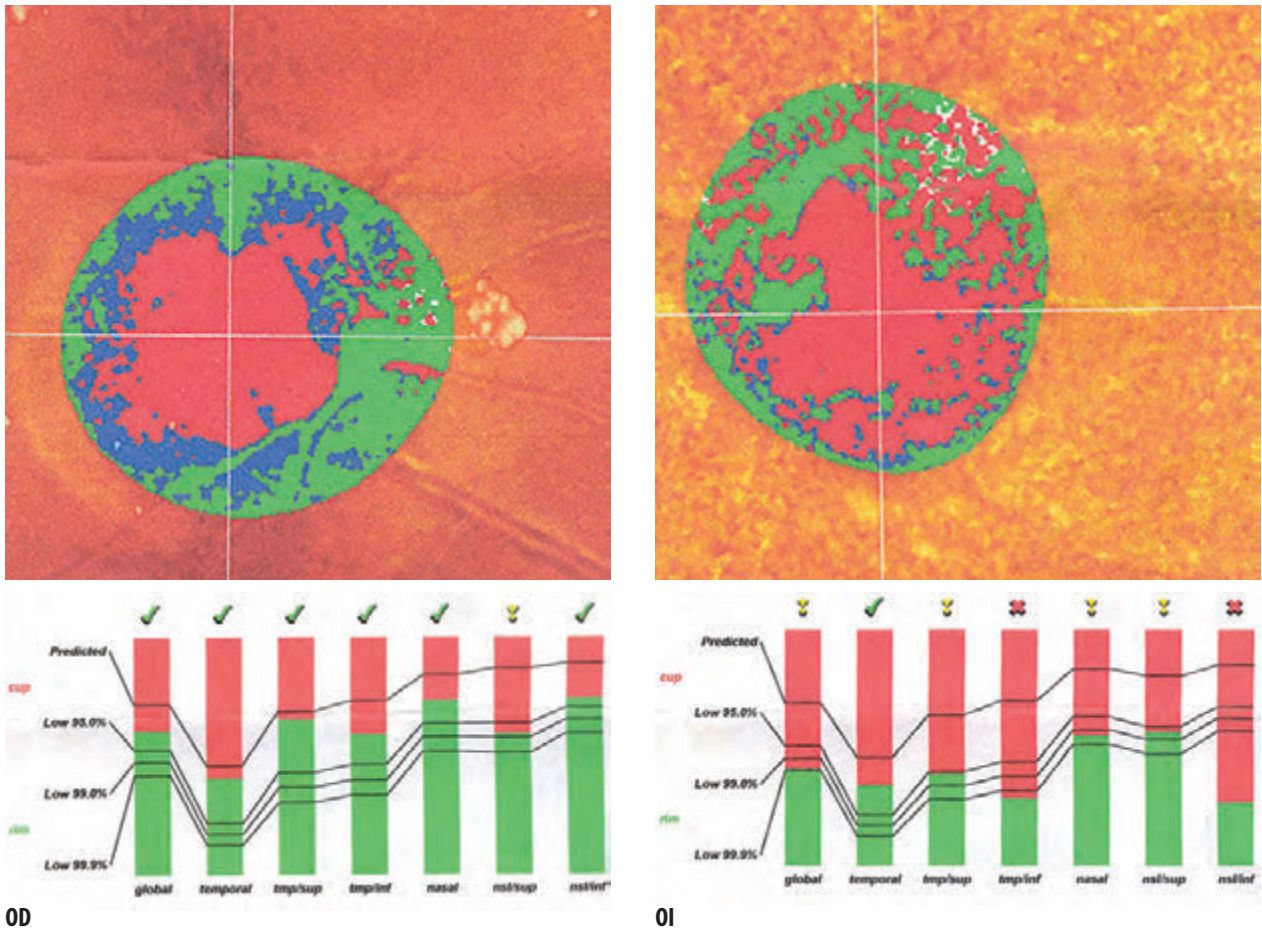 Predicted
cup
Low 95.0%
Low 99.0%
rim
Low 99.9%
global temporal tmp/sup tmp/inf nasal nsl/sup nsl/inf
OD
Predicted
cup
Low 95.0%
Low 99.0%
rim
Low 99.9%
global temporal tmp/sup tmp/inf nasal nsl/sup nsl/inf
OI